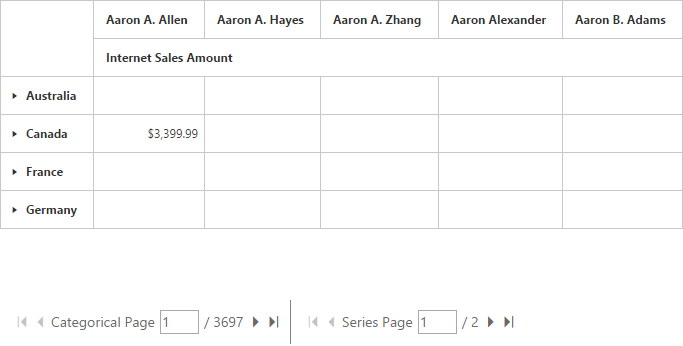 Aaron A. Allen Aaron A. Hayes Aaron A. Zhang Aaron Alexander Aaron B. Adams
Internet Sales Amount
Australia
Canada $3,399.99
France
Germany
Categorical Page 1 / 3697 Series Page 1 / 2